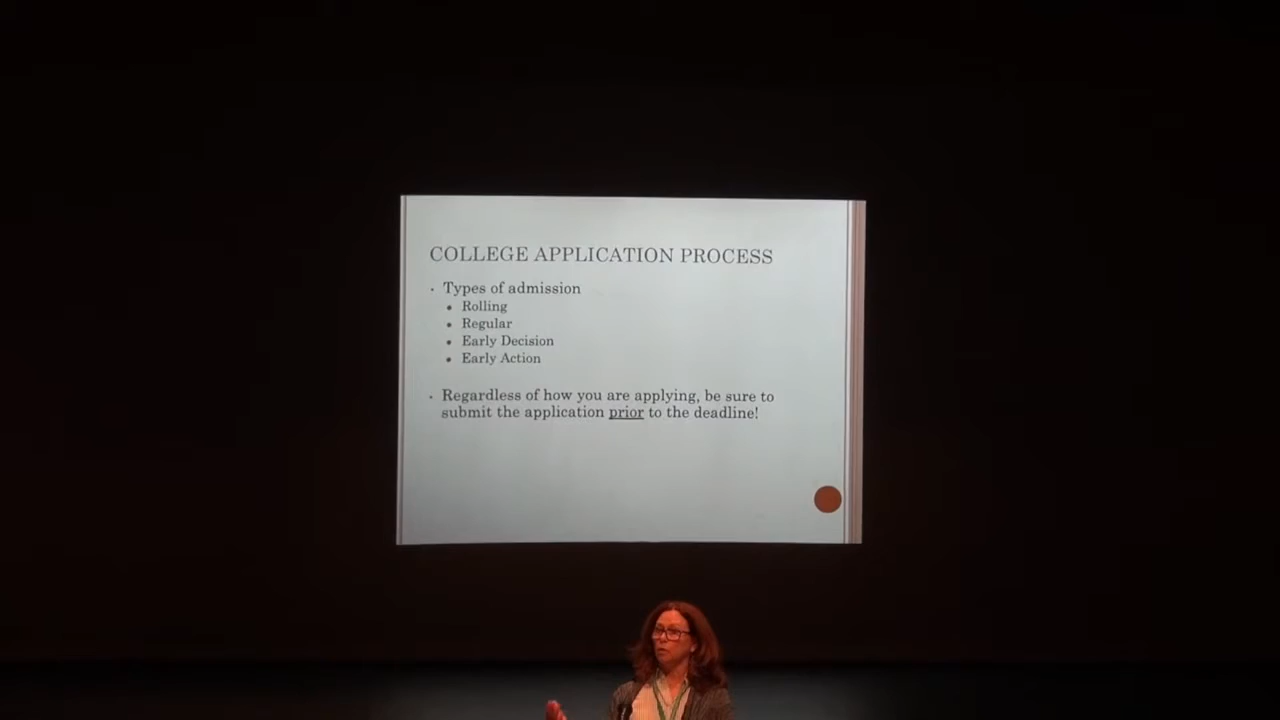 COLLEGE APPLICATION PROCESS
• Types of admission
• Rolling
• Regular
• Early Decision
• Early Action
• Regardless of how you are applying, be sure to
submit the application prior to the deadline!